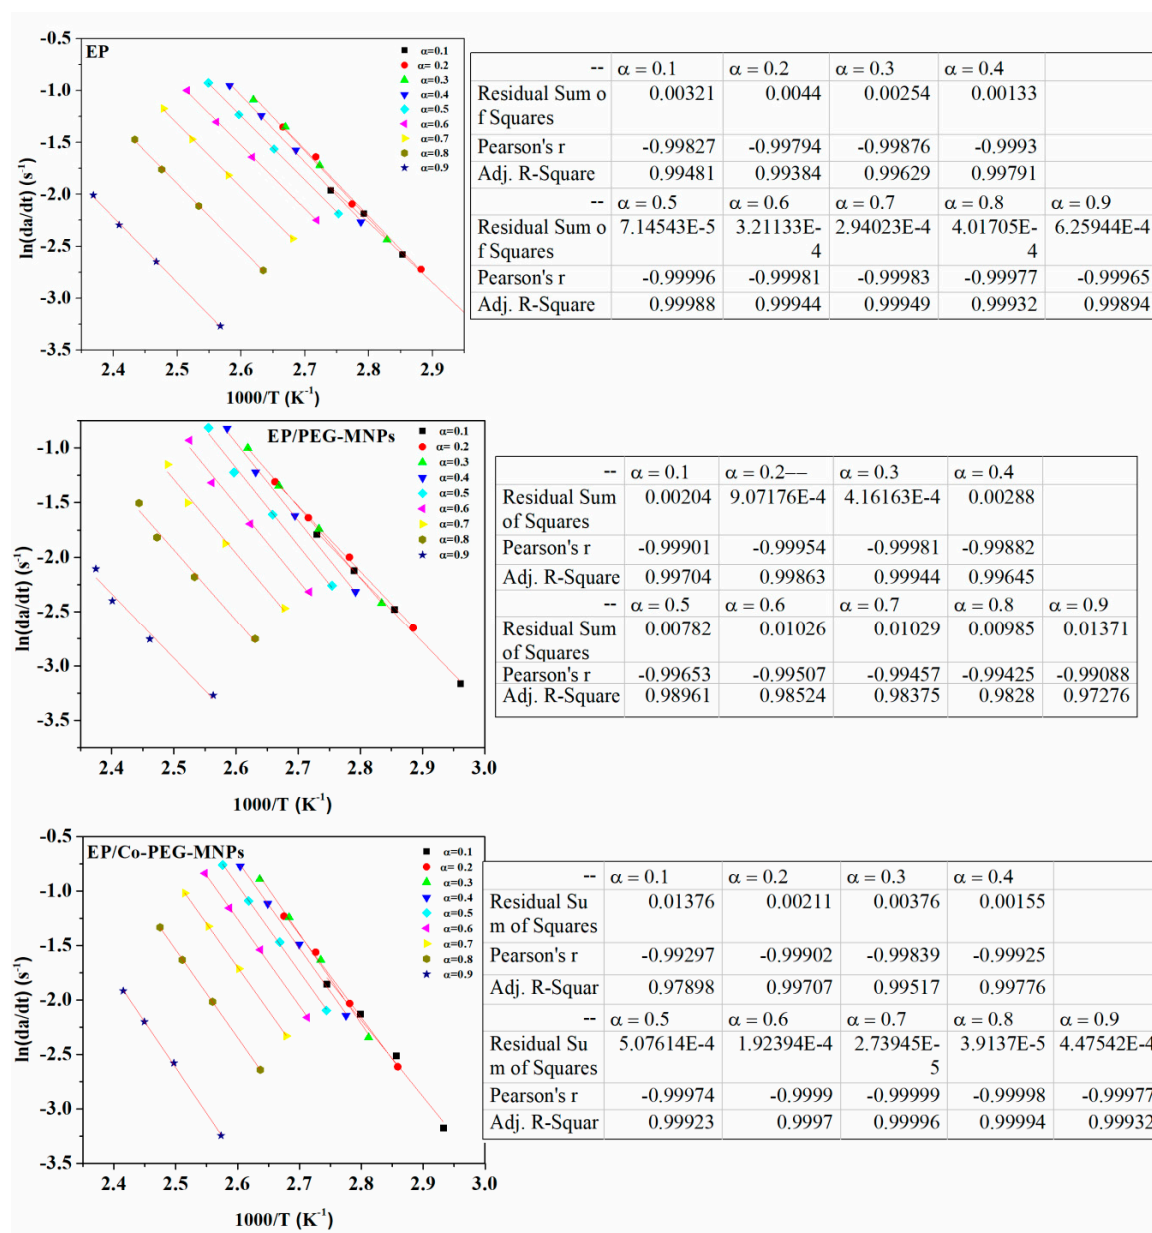 EP
α=0.1
α= 0.2
α=0.3
α=0.4
α=0.5
α=0.6
α=0.7
α=0.8
α=0.9
-0.5
-1.0
-1.5
-2.0
-2.5
-3.0
-3.5
ln(da/dt) (s-1)
2.4 2.5 2.6 2.7 2.8 2.9
1000/T (K-1)
-- α = 0.1 α = 0.2 α = 0.3 α = 0.4
Residual Sum o 0.00321 0.0044 0.00254 0.00133
f Squares
Pearson's r -0.99827 -0.99794 -0.99876 -0.9993
Adj. R-Square 0.99481 0.99384 0.99629 0.99791
-- α = 0.5 α = 0.6 α = 0.7 α = 0.8 α = 0.9
Residual Sum o 7.14543E-5 3.21133E- 2.94023E-4 4.01705E- 6.25944E-4
f Squares 4 4
Pearson's r -0.99996 -0.99981 -0.99983 -0.99977 -0.99965
Adj. R-Square 0.99988 0.99944 0.99949 0.99932 0.99894
EP/PEG-MNPs
α=0.1
α= 0.2
α=0.3
α=0.4
α=0.5
α=0.6
α=0.7
α=0.8
α=0.9
-1.0
-1.5
-2.0
-2.5
-3.0
-3.5
ln(da/dt) (s-1)
2.4 2.5 2.6 2.7 2.8 2.9 3.0
1000/T (K-1)
-- α = 0.1 α = 0.2-- α = 0.3 α = 0.4
Residual Sum 0.00204 9.07176E-4 4.16163E-4 0.00288
of Squares
Pearson's r -0.99901 -0.99954 -0.99981 -0.99882
Adj. R-Square 0.99704 0.99863 0.99944 0.99645
-- α = 0.5 α = 0.6 α = 0.7 α = 0.8 α = 0.9
Residual Sum 0.00782 0.01026 0.01029 0.00985 0.01371
of Squares
Pearson's r -0.99653 -0.99507 -0.99457 -0.99425 -0.99088
Adj. R-Square 0.98961 0.98524 0.98375 0.9828 0.97276
EP/Co-PEG-MNPs
α=0.1
α= 0.2
α=0.3
α=0.4
α=0.5
α=0.6
α=0.7
α=0.8
α=0.9
-0.5
-1.0
-1.5
-2.0
-2.5
-3.0
-3.5
ln(da/dt) (s-1)
2.4 2.5 2.6 2.7 2.8 2.9 3.0
1000/T (K-1)
-- α = 0.1 α = 0.2 α = 0.3 α = 0.4
Residual Su 0.01376 0.00211 0.00376 0.00155
m of Squares
Pearson's r -0.99297 -0.99902 -0.99839 -0.99925
Adj. R-Squar 0.97898 0.99707 0.99517 0.99776
-- α = 0.5 α = 0.6 α = 0.7 α = 0.8 α = 0.9
Residual Su 5.07614E-4 1.92394E-4 2.73945E- 3.9137E-5 4.47542E-4
m of Squares 5
Pearson's r -0.99974 -0.9999 -0.99999 -0.99998 -0.99977
Adj. R-Squar 0.99923 0.9997 0.99996 0.99994 0.99932